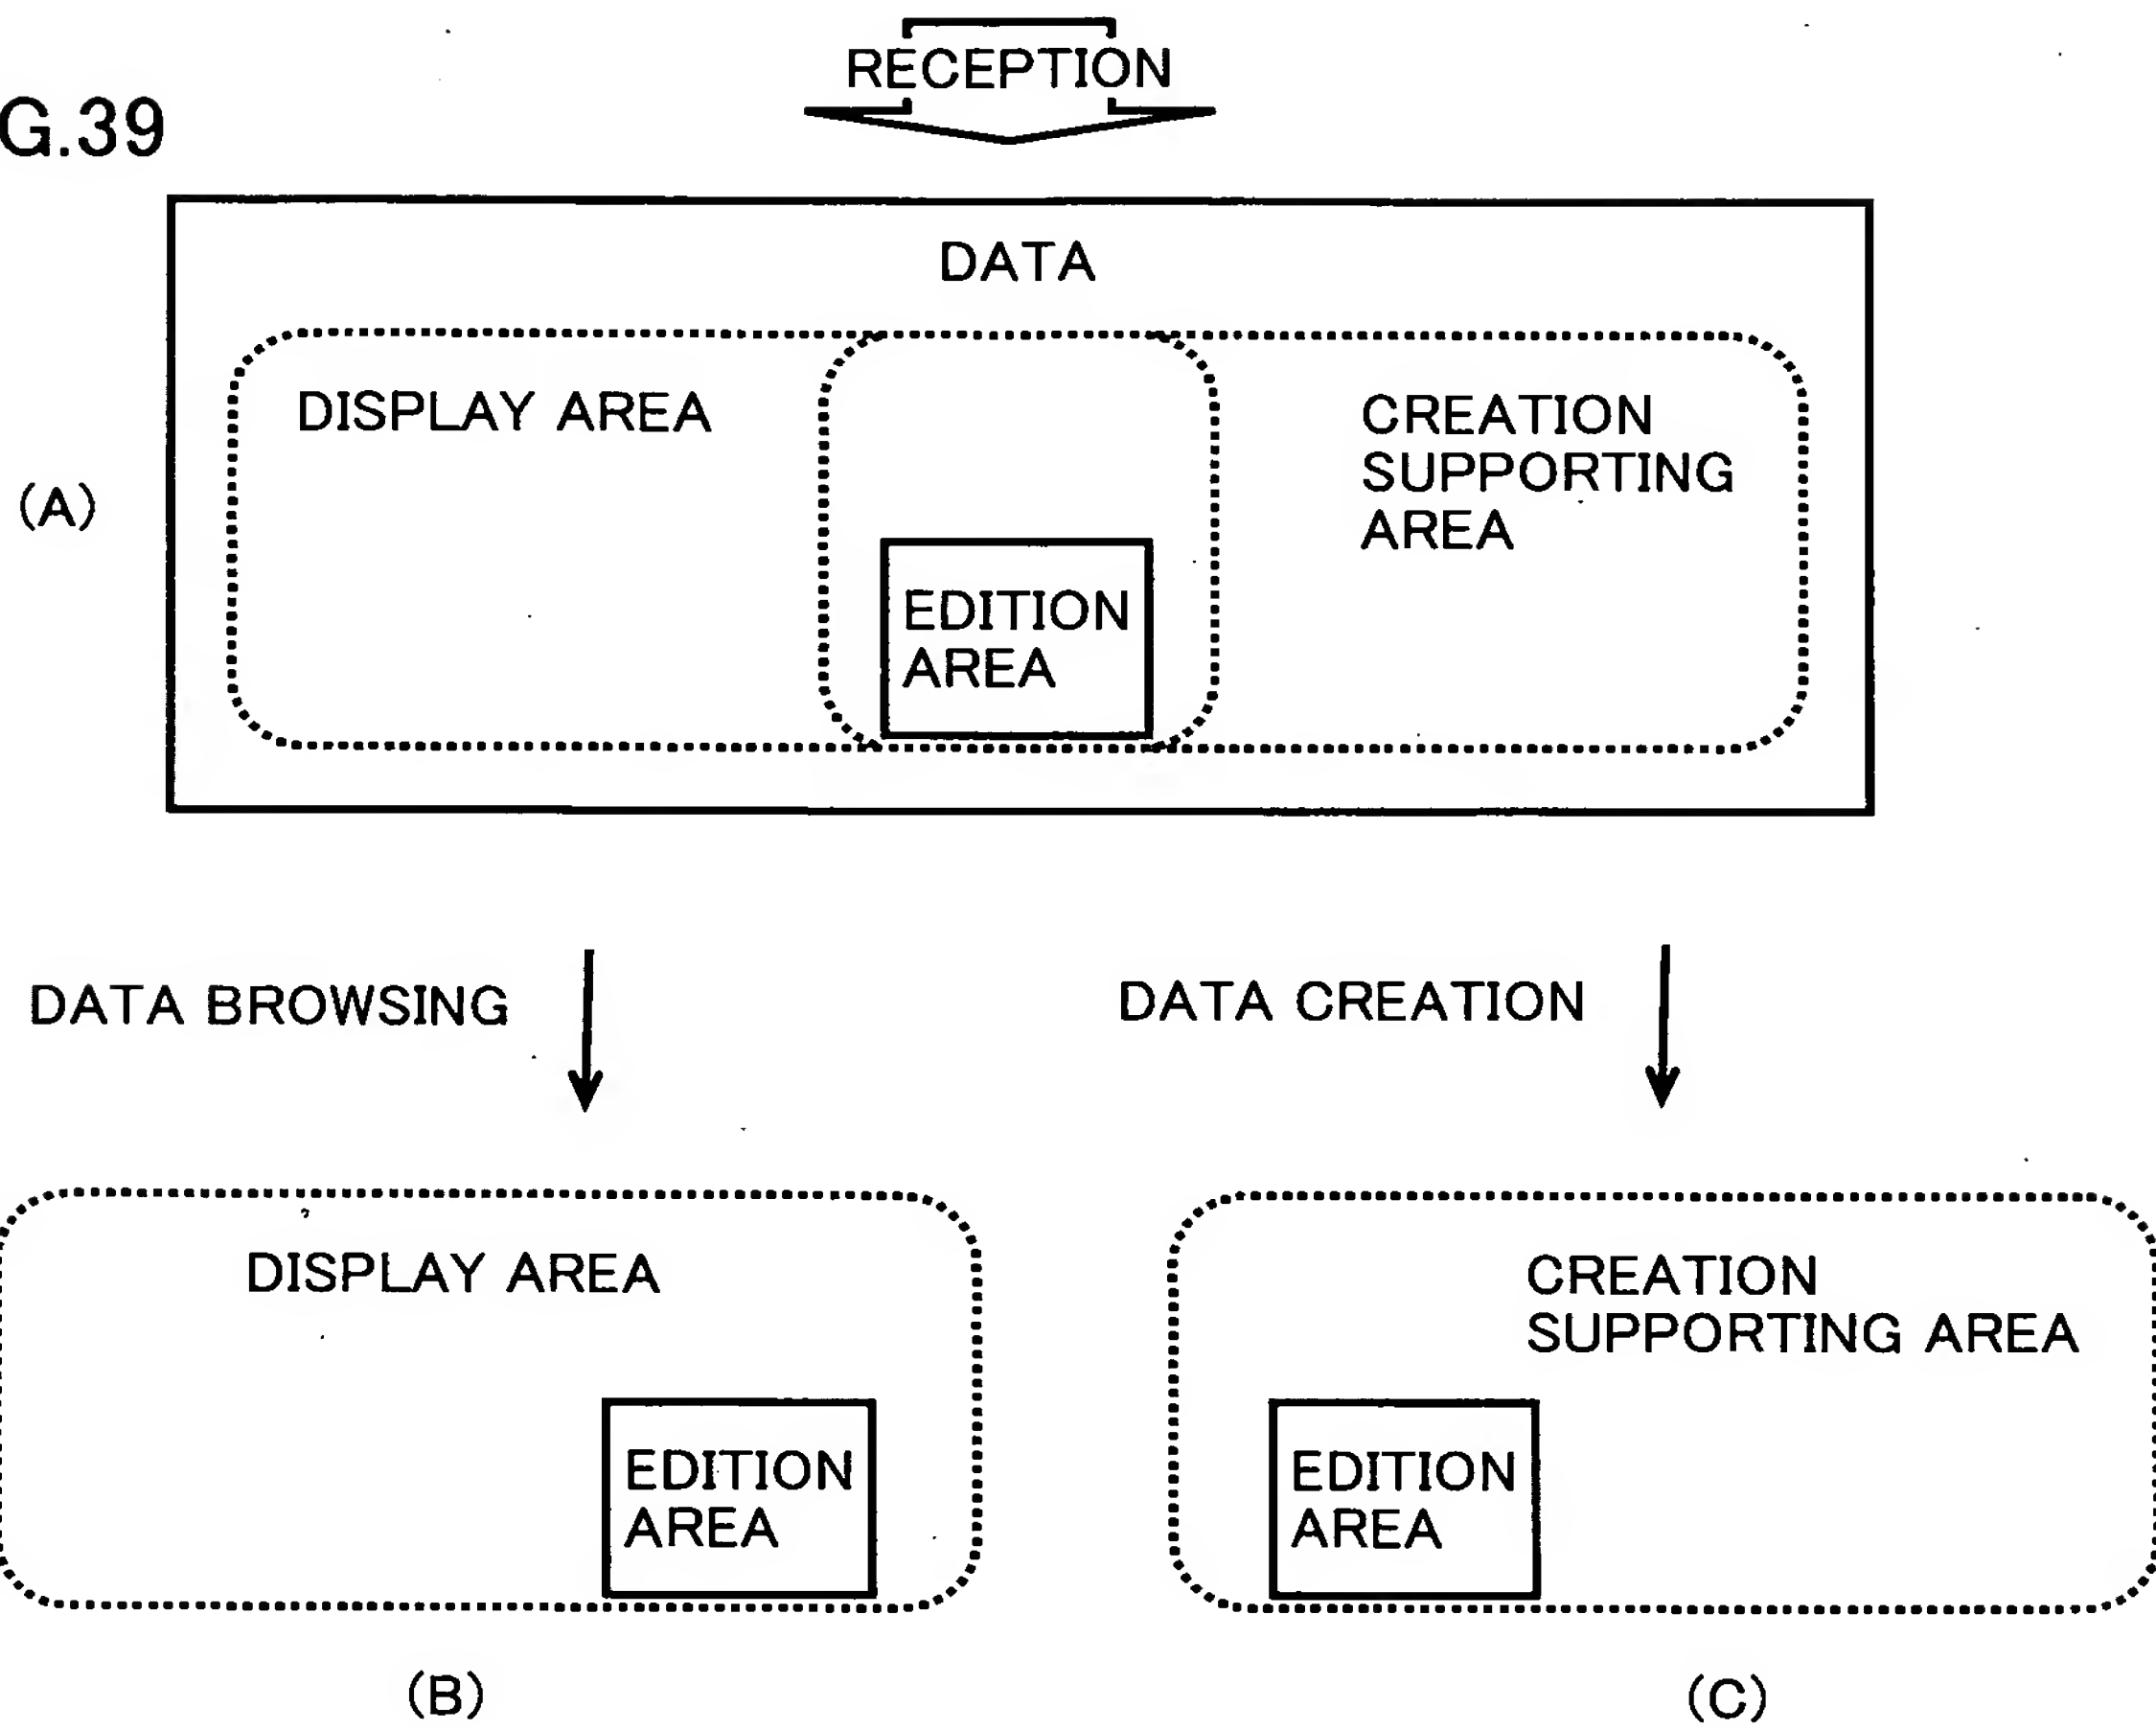 RECEPTION
G.39
DATA
DISPLAY AREA
CREATION
SUPPORTING
AREA
(A)
EDITION
AREA
DATA BROWSING
DATA CREATION
DISPLAY AREA
CREATION
SUPPORTING AREA
EDITION
AREA
EDITION
AREA
(B)
(C)